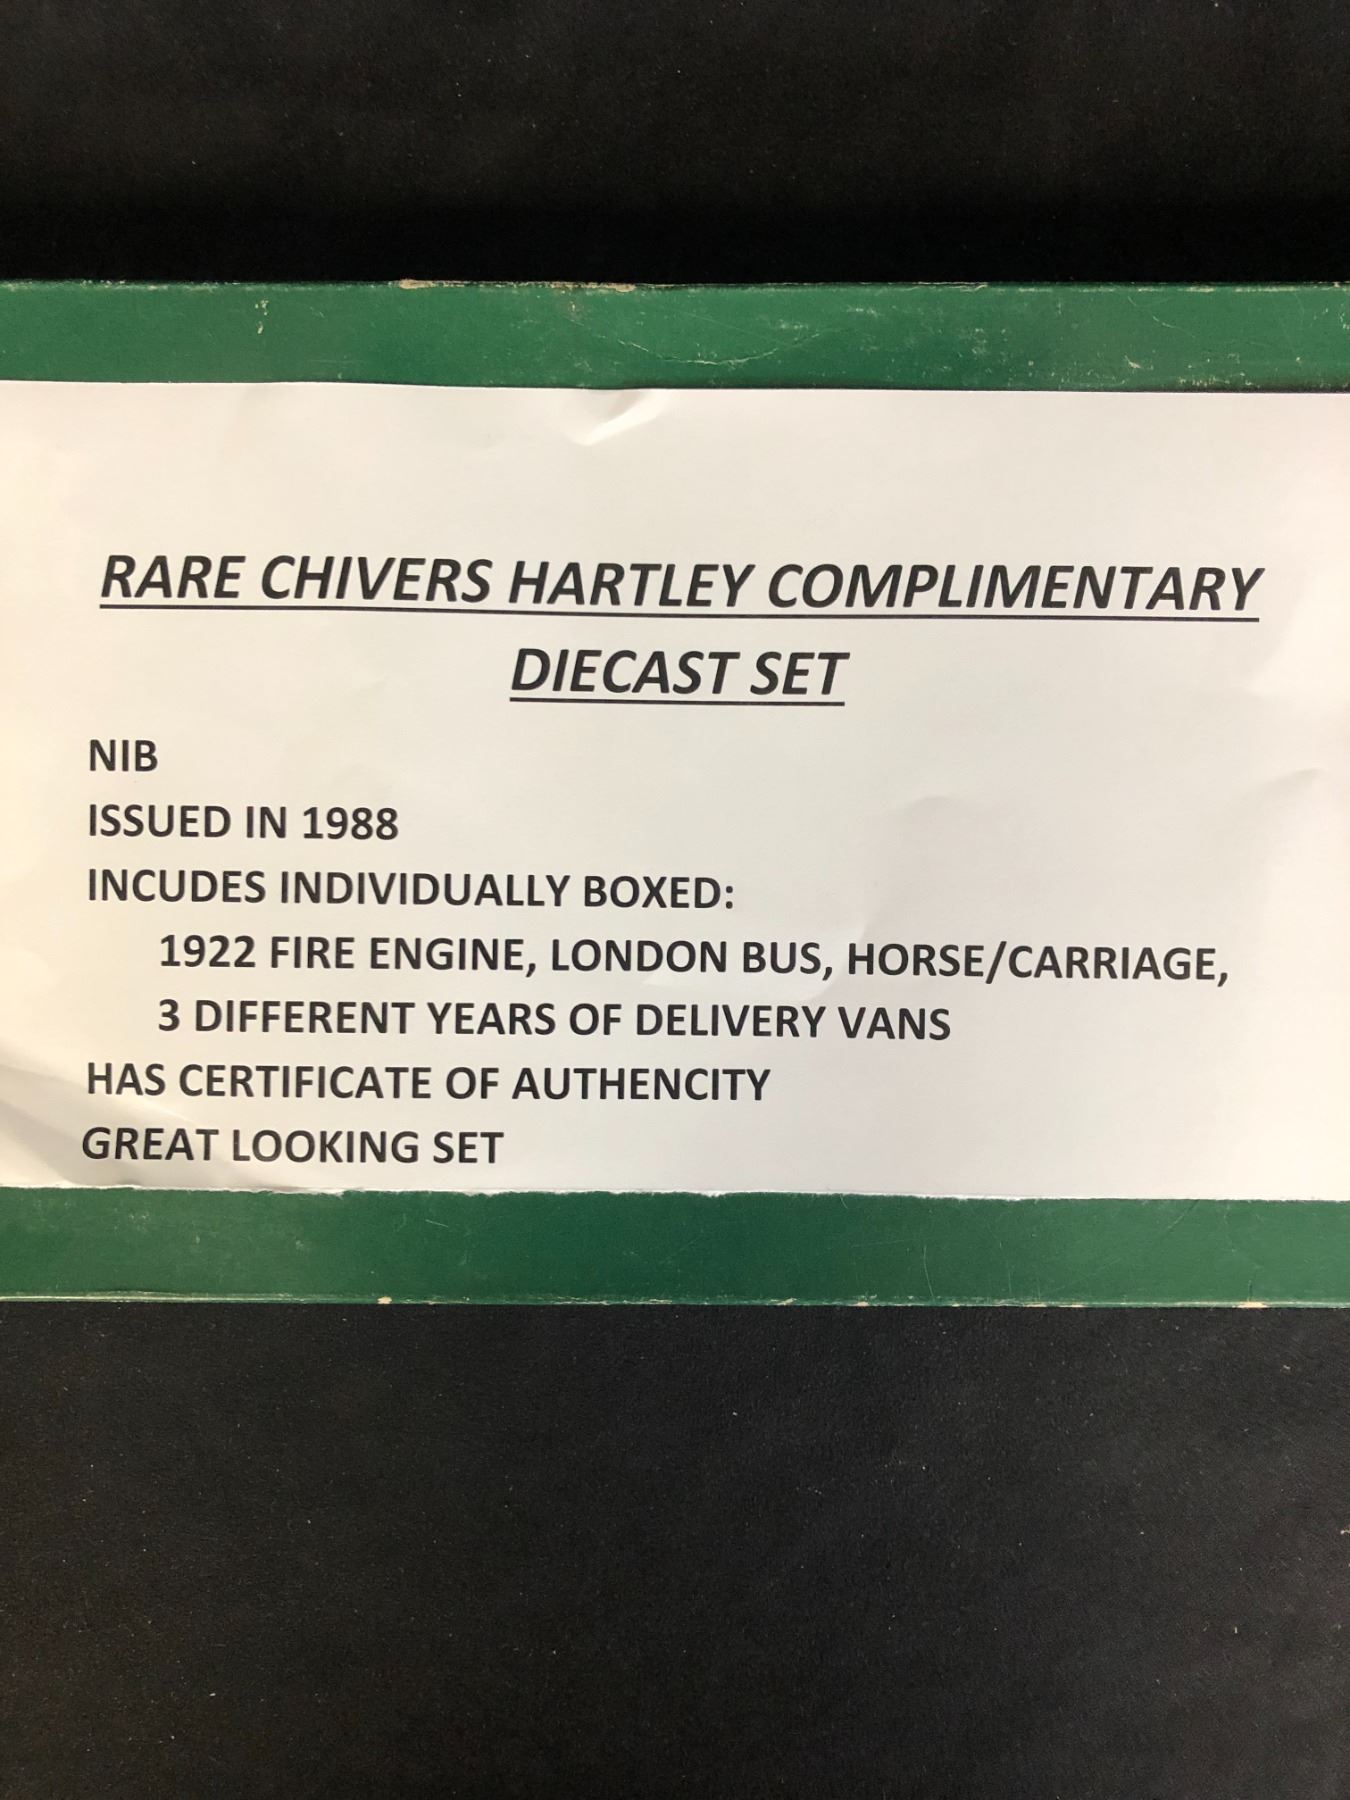 RARE CHIVERS HARTLEY COMPLIMENTARY
DIECAST SET
NIB
ISSUED IN 1988
INCUDES INDIVIDUALLY BOXED:
1922 FIRE ENGINE, LONDON BUS, HORSE/CARRIAGE,
3 DIFFERENT YEARS OF DELIVERY VANS
HAS CERTIFICATE OF AUTHENCITY
GREAT LOOKING SET